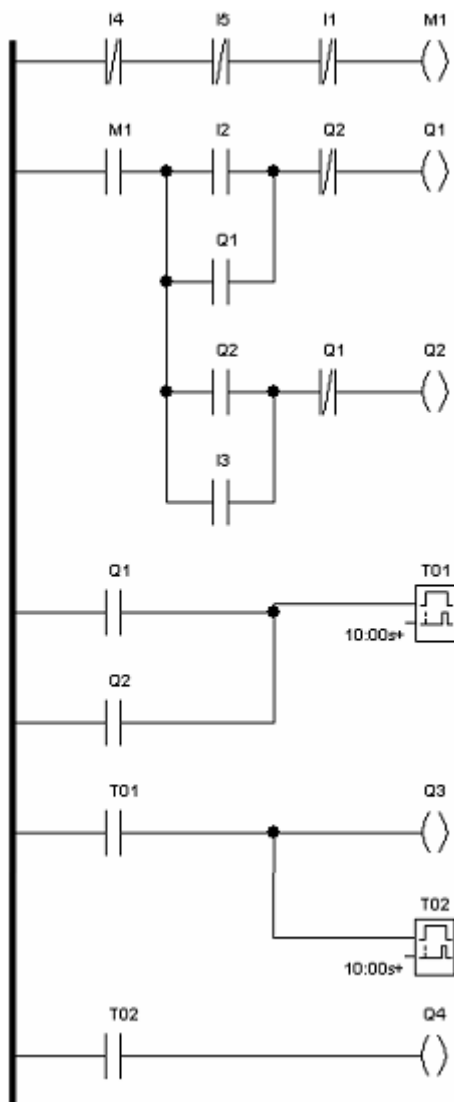 I4 I5 I1 M1
M1 I2 Q2 Q1
Q1
Q2 Q1 Q2
I3
Q1 T01
10:00s+
Q2
T01 Q3
T02
10:00s+
T02 Q4